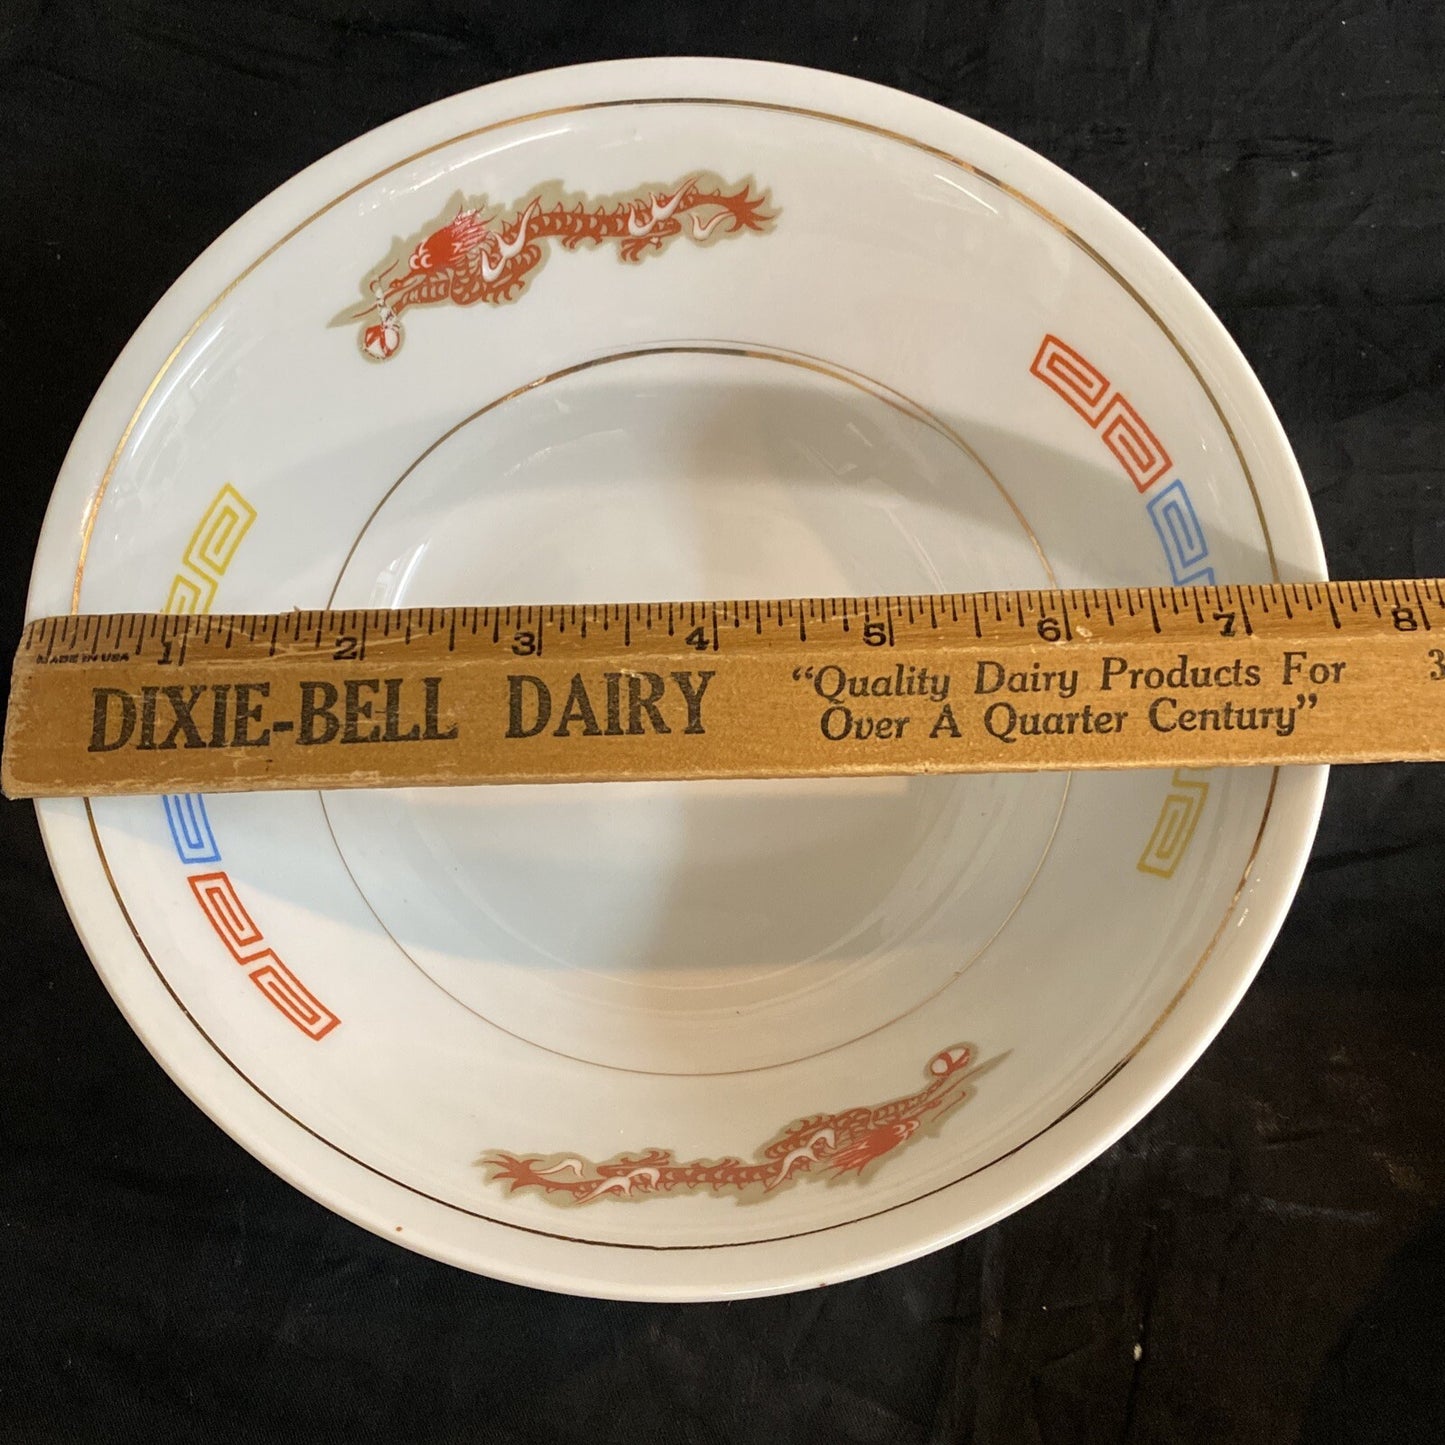 1 2 3 4 5 6 7 8
MADE IN USA
DIXIE-BELL DAIRY
"Quality Dairy Products For
Over A Quarter Century"
3